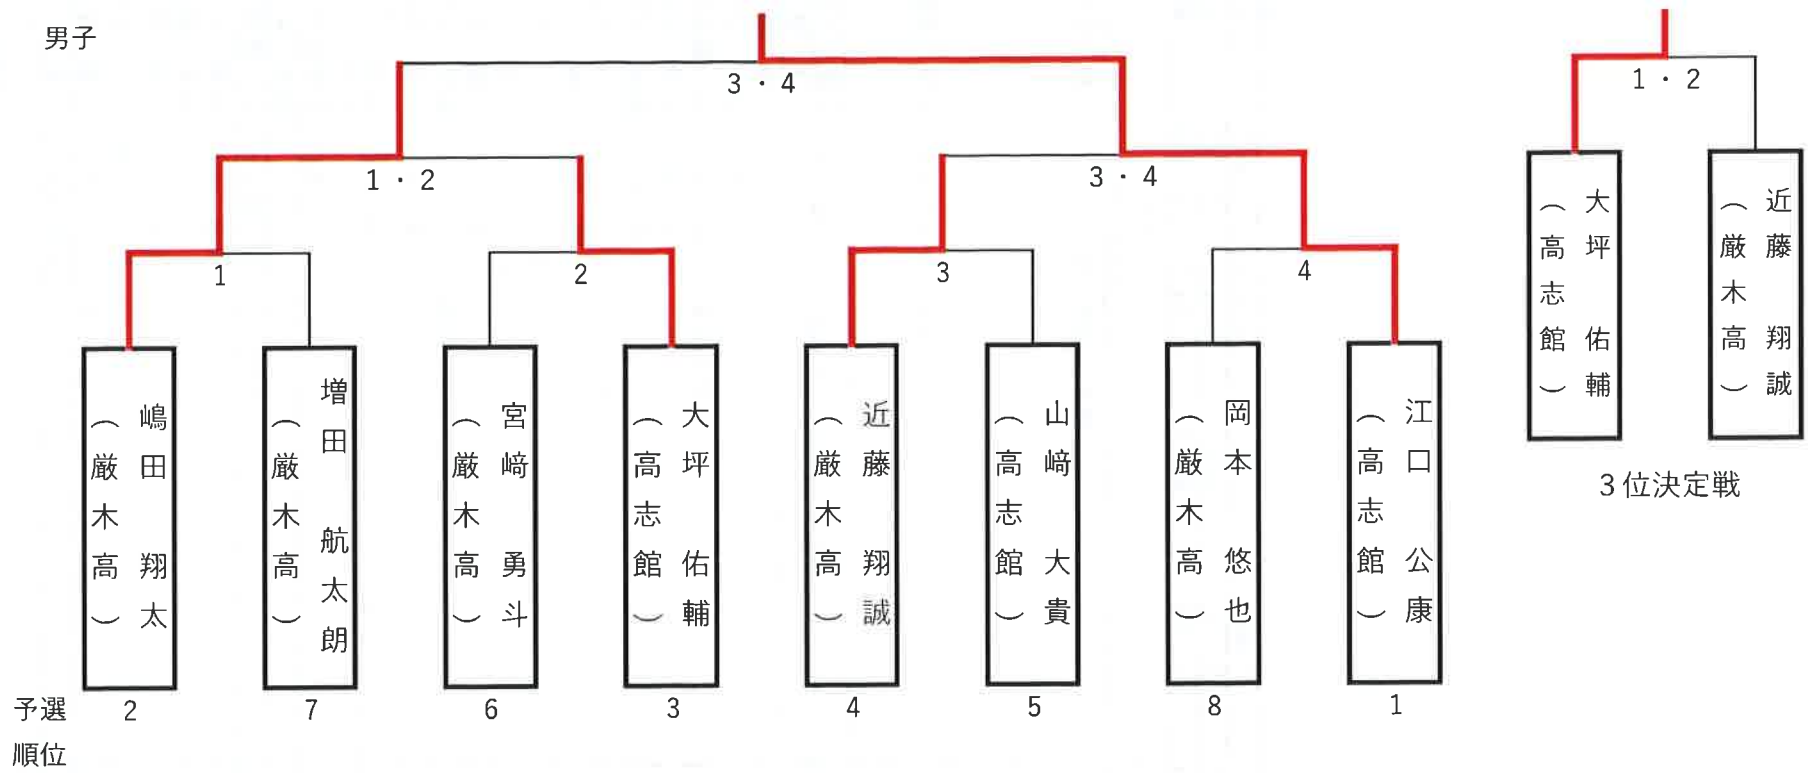 男子
3・4
1・2
1・2
3・4
1
2
3
4
嶋田 翔太
(厳木高)
増田 航太朗
(厳木高)
宮﨑 勇斗
(厳木高)
大坪 佑輔
(高志館)
近藤 翔誠
(厳木高)
山﨑 大貴
(高志館)
岡本 悠也
(厳木高)
江口 公康
(高志館)
予選
順位
2
7
6
3
4
5
8
1
大坪 佑輔
(高志館)
近藤 翔誠
(厳木高)
3位決定戦